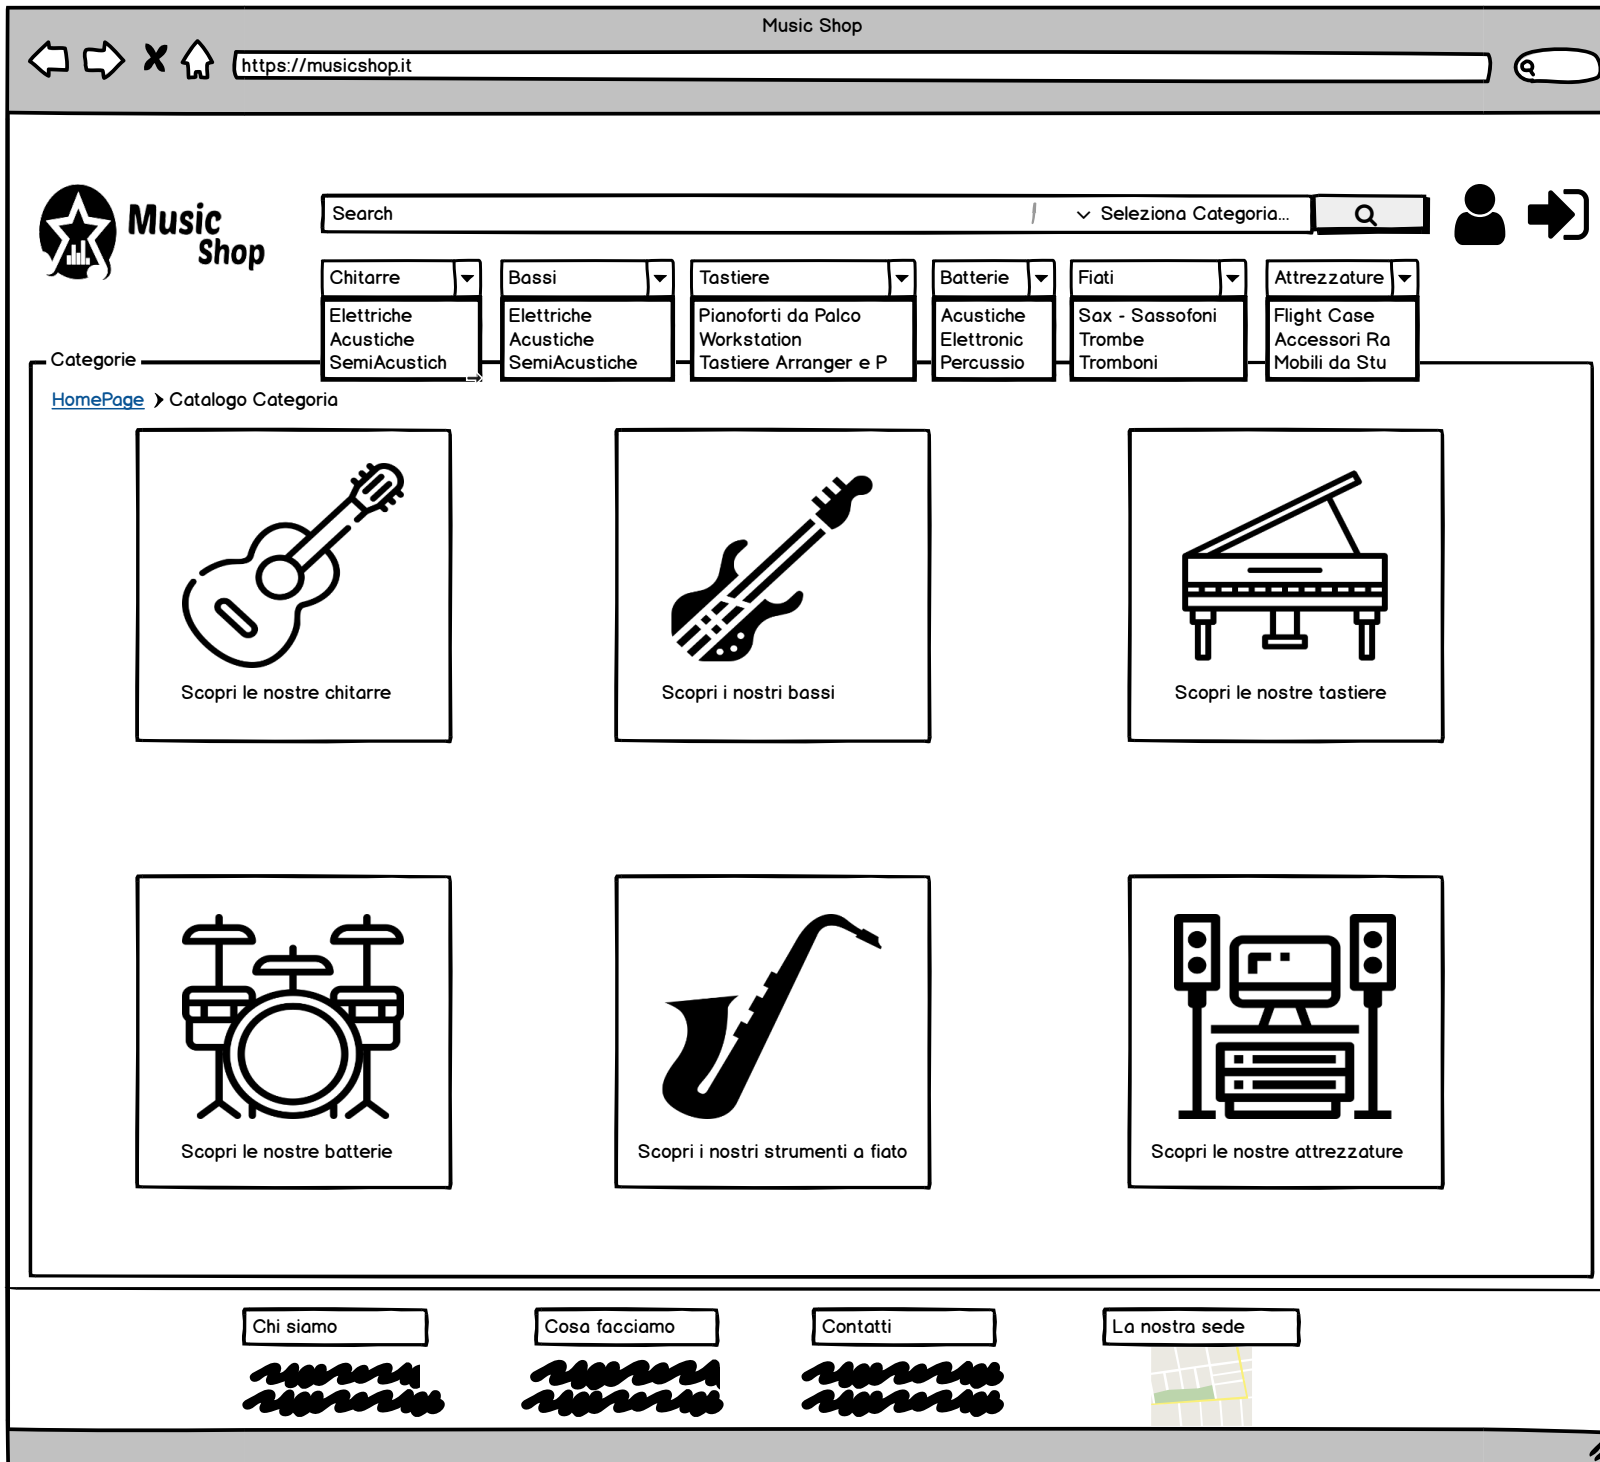 Music Shop
https://musicshop.it
Music
Shop
Search
Seleziona Categoria...
Chitarre
Bassi
Tastiere
Batterie
Fiati
Attrezzature
Elettriche
Acustiche
SemiAcustich
Elettriche
Acustiche
SemiAcustiche
Pianoforti da Palco
Workstation
Tastiere Arranger e P
Acustiche
Elettronic
Percussio
Sax - Sassofoni
Trombe
Tromboni
Flight Case
Accessori Ra
Mobili da Stu
Categorie
HomePage Catalogo Categoria
Scopri le nostre chitarre
Scopri i nostri bassi
Scopri le nostre tastiere
Scopri le nostre batterie
Scopri i nostri strumenti a fiato
Scopri le nostre attrezzature
Chi siamo
Cosa facciamo
Contatti
La nostra sede